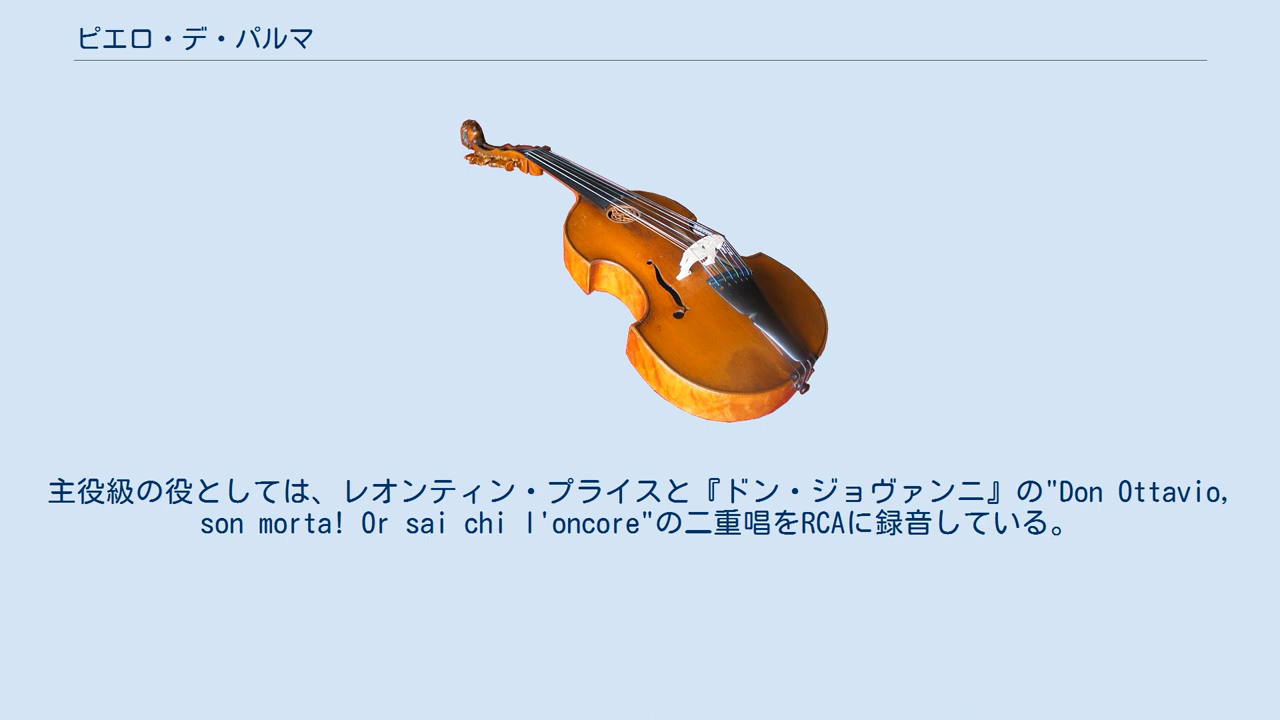 ピエロ・デ・パルマ
主役級の役としては、レオンティン・プライスと『ドン・ジョヴァンニ』の"Don Ottavio,
son morta! Or sai chi l'oncore"の二重唱をRCAに録音している。